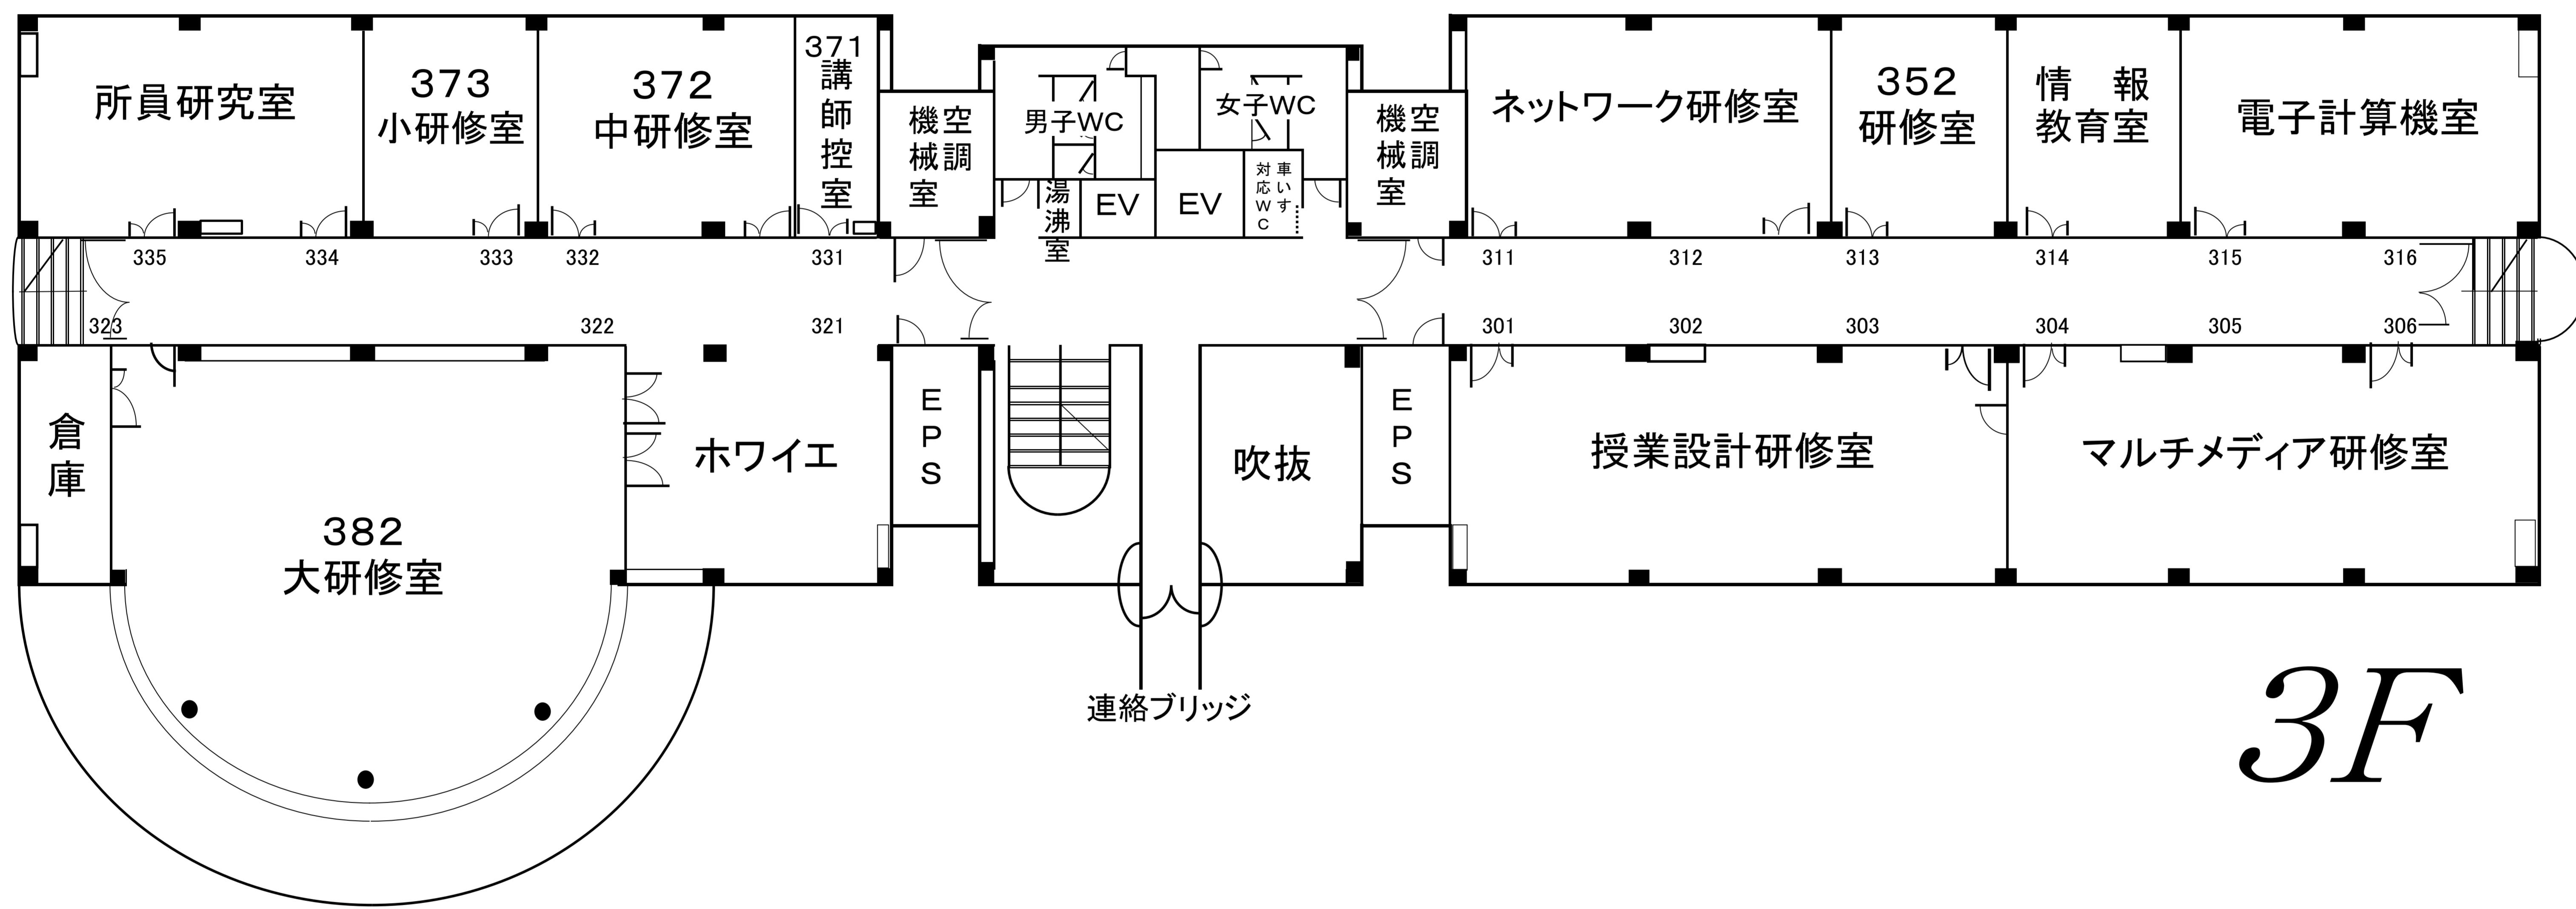 所員研究室
373
小研修室
372
中研修室
371
講師控室
空調
機械室
男子WC
湯沸室
EV
EV
女子WC
車いす
対応WC
空調
機械室
ネットワーク研修室
352
研修室
情　報
教育室
電子計算機室
335
334
333
332
331
311
312
313
314
315
316
323
322
321
301
302
303
304
305
306
倉庫
382
大研修室
ホワイエ
EPS
吹抜
EPS
授業設計研修室
マルチメディア研修室
連絡ブリッジ
3F